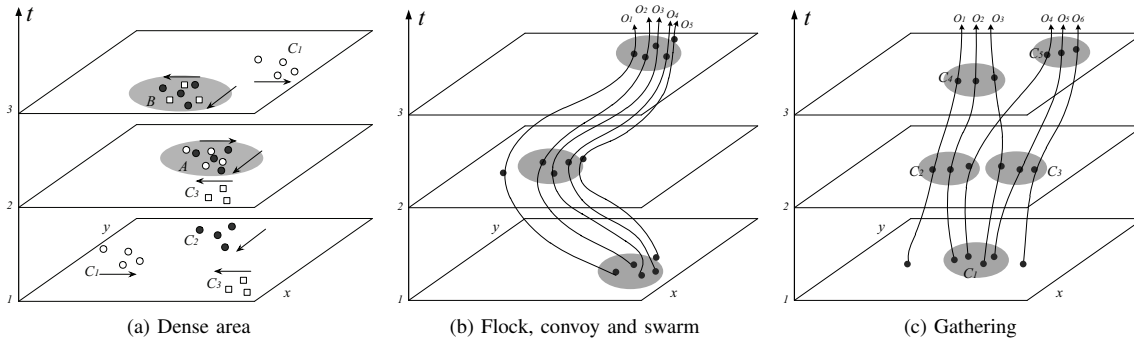 t
C1
B
3
A
C3
2
y
C2
C1
C3
1
x
(a) Dense area
t
O1 O2 O3 O4 O5
3
2
y
1
x
(b) Flock, convoy and swarm
t
O1 O2 O3 O4 O5 O6
C4 C5
3
C2 C3
2
y
C1
1
x
(c) Gathering